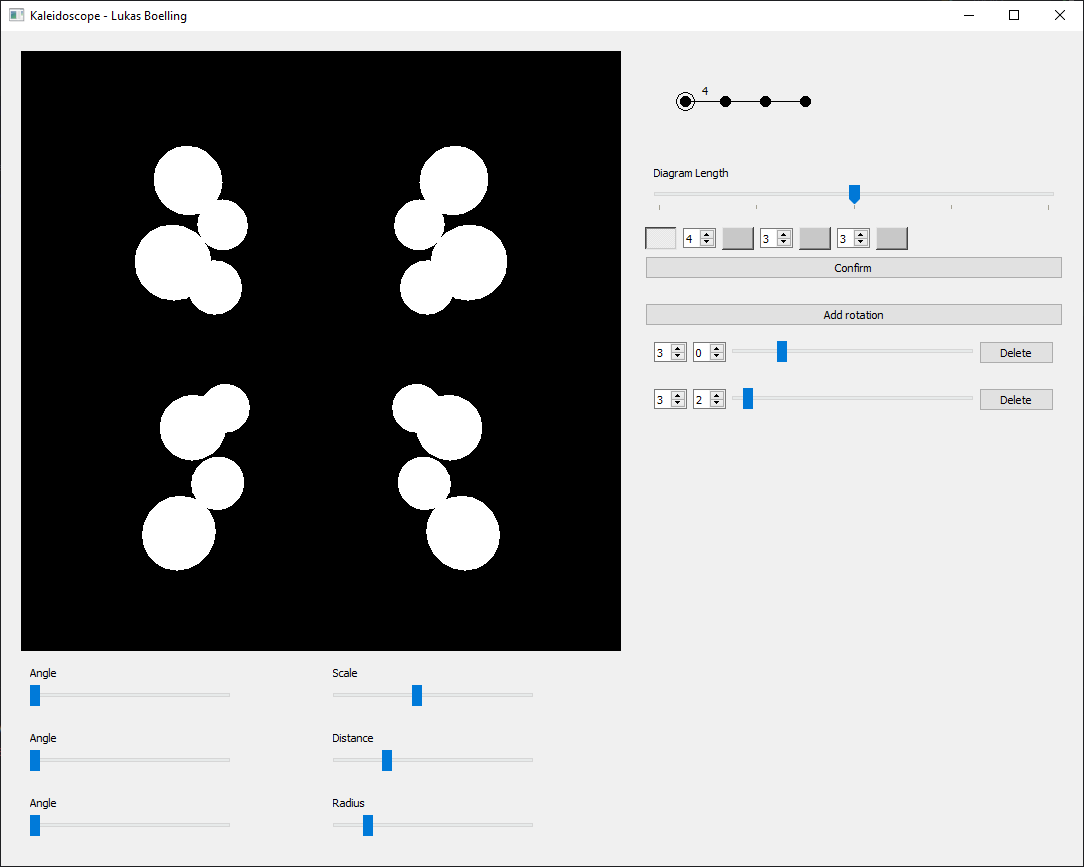 Kaleidoscope - Lukas Boelling
4
Diagram Length
4 3 3
Confirm
Add rotation
3 0 Delete
3 2 Delete
Angle Scale
Angle Distance
Angle Radius